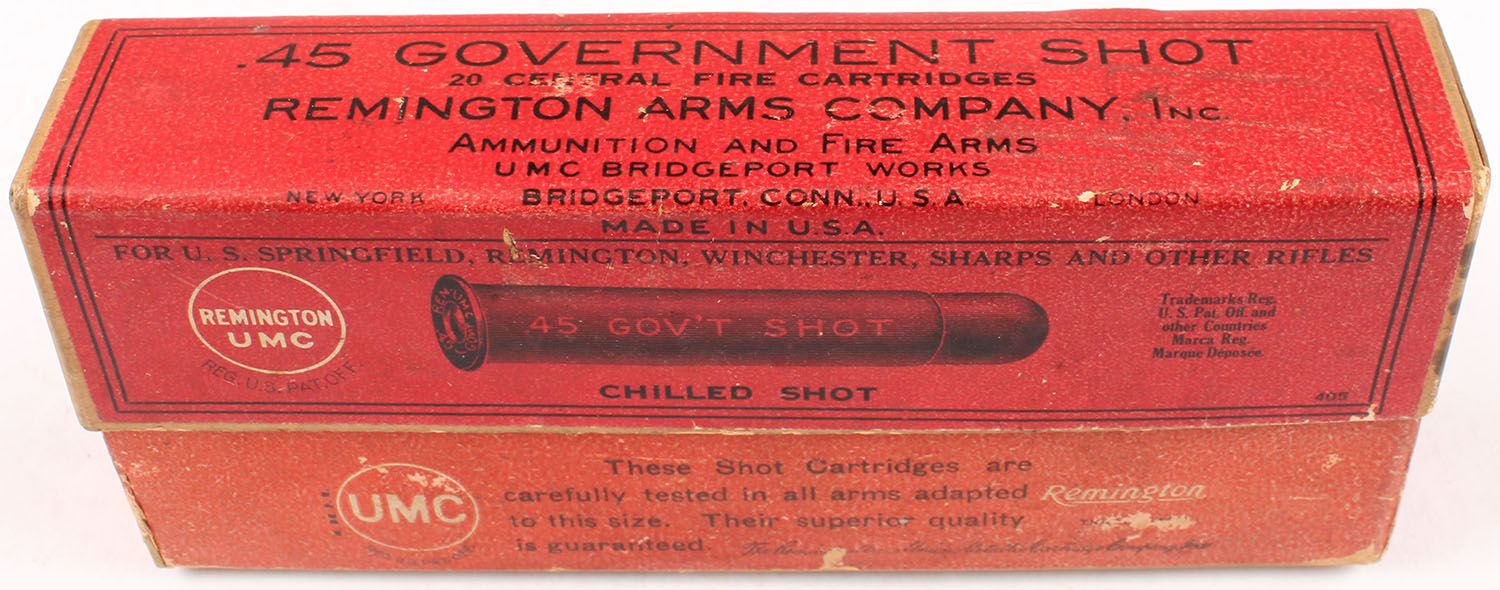 .45 GOVERNMENT SHOT
20 CENTRAL FIRE CARTRIDGES
REMINGTON ARMS COMPANY, INC.
AMMUNITION AND FIRE ARMS
UMC BRIDGEPORT WORKS
NEW YORK BRIDGEPORT, CONN., U.S.A. LONDON
MADE IN U.S.A.
FOR U. S. SPRINGFIELD, REMINGTON, WINCHESTER, SHARPS AND OTHER RIFLES
REMINGTON
UMC
REG. U.S. PAT. OFF.
REM-UMC
45 GOV'T SHOT
CHILLED SHOT
Trademarks Reg.
U. S. Pat. Off. and
other Countries
Marca Reg.
Marque Déposée.
405
UMC
These Shot Cartridges are
carefully tested in all arms adapted
to this size. Their superior quality
is guaranteed.
Remington